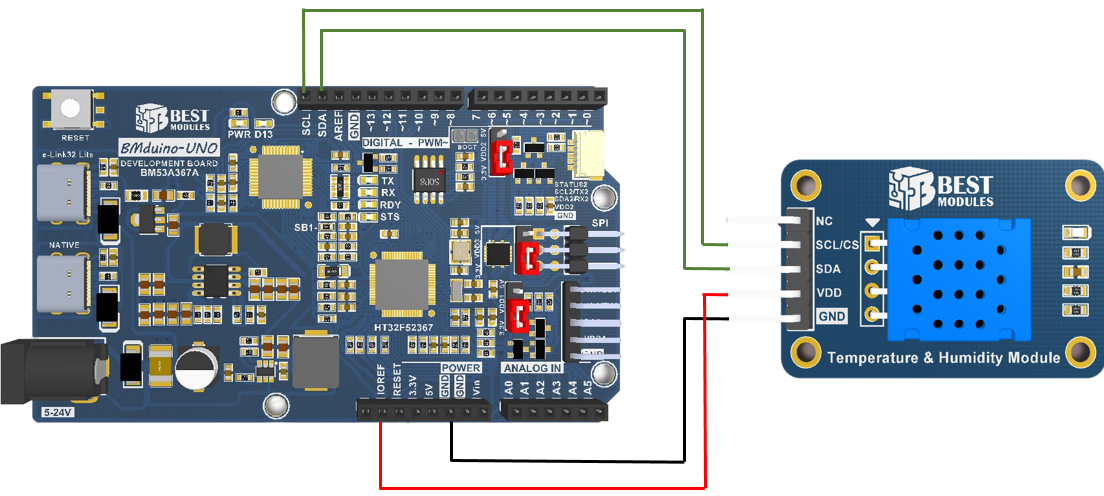 SCL
SDA
AREF
GND
~13
~12
~11
~10
~9
~8
7
~6
~5
~4
~3
~2
~1
~0
RESET
BEST
MODULES
PWR D13
DIGITAL - PWM~
BOOT
3.3V VDD2 5V
e-Link32 Lite
BMduino-UNO
DEVELOPMENT BOARD
BM53A367A
TX
RX
RDY
STS
STATUS2
SCL2/TX2
SDA2/RX2
VDD2
GND
SPI
SB1-
NATIVE
3.3V VDD3 5V
HT32F52367
3.3V VDD1 5V
POWER
ANALOG IN
IOREF
RESET
3.3V
5V
GND
GND
Vin
A0
A1
A2
A3
A4
A5
5-24V
BEST
MODULES
NC
SCL/CS
SDA
VDD
GND
Temperature & Humidity Module